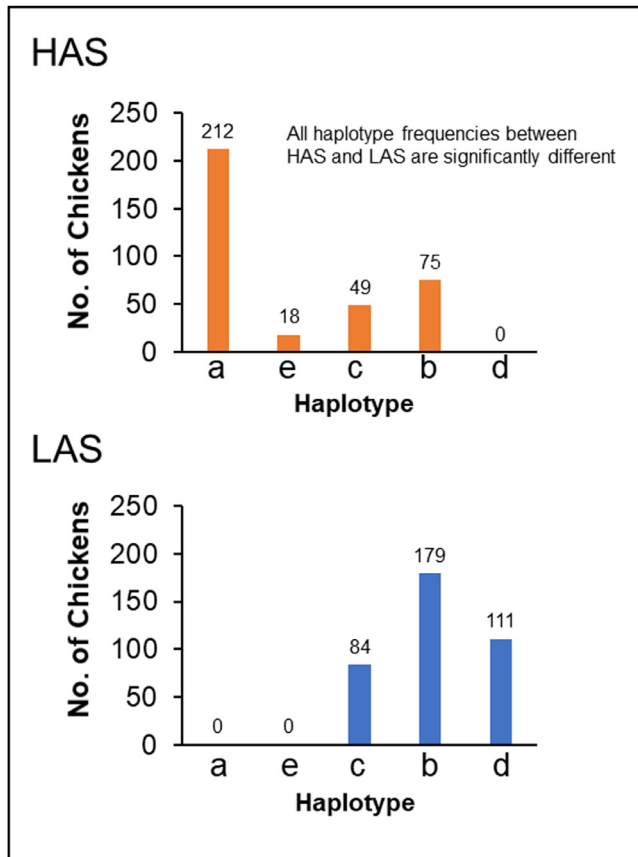 HAS
No. of Chickens
250
200
150
100
50
0
212
18
49
75
0
All haplotype frequencies between
HAS and LAS are significantly different
a e c b d
Haplotype
LAS
No. of Chickens
250
200
150
100
50
0
0
0
84
179
111
a e c b d
Haplotype